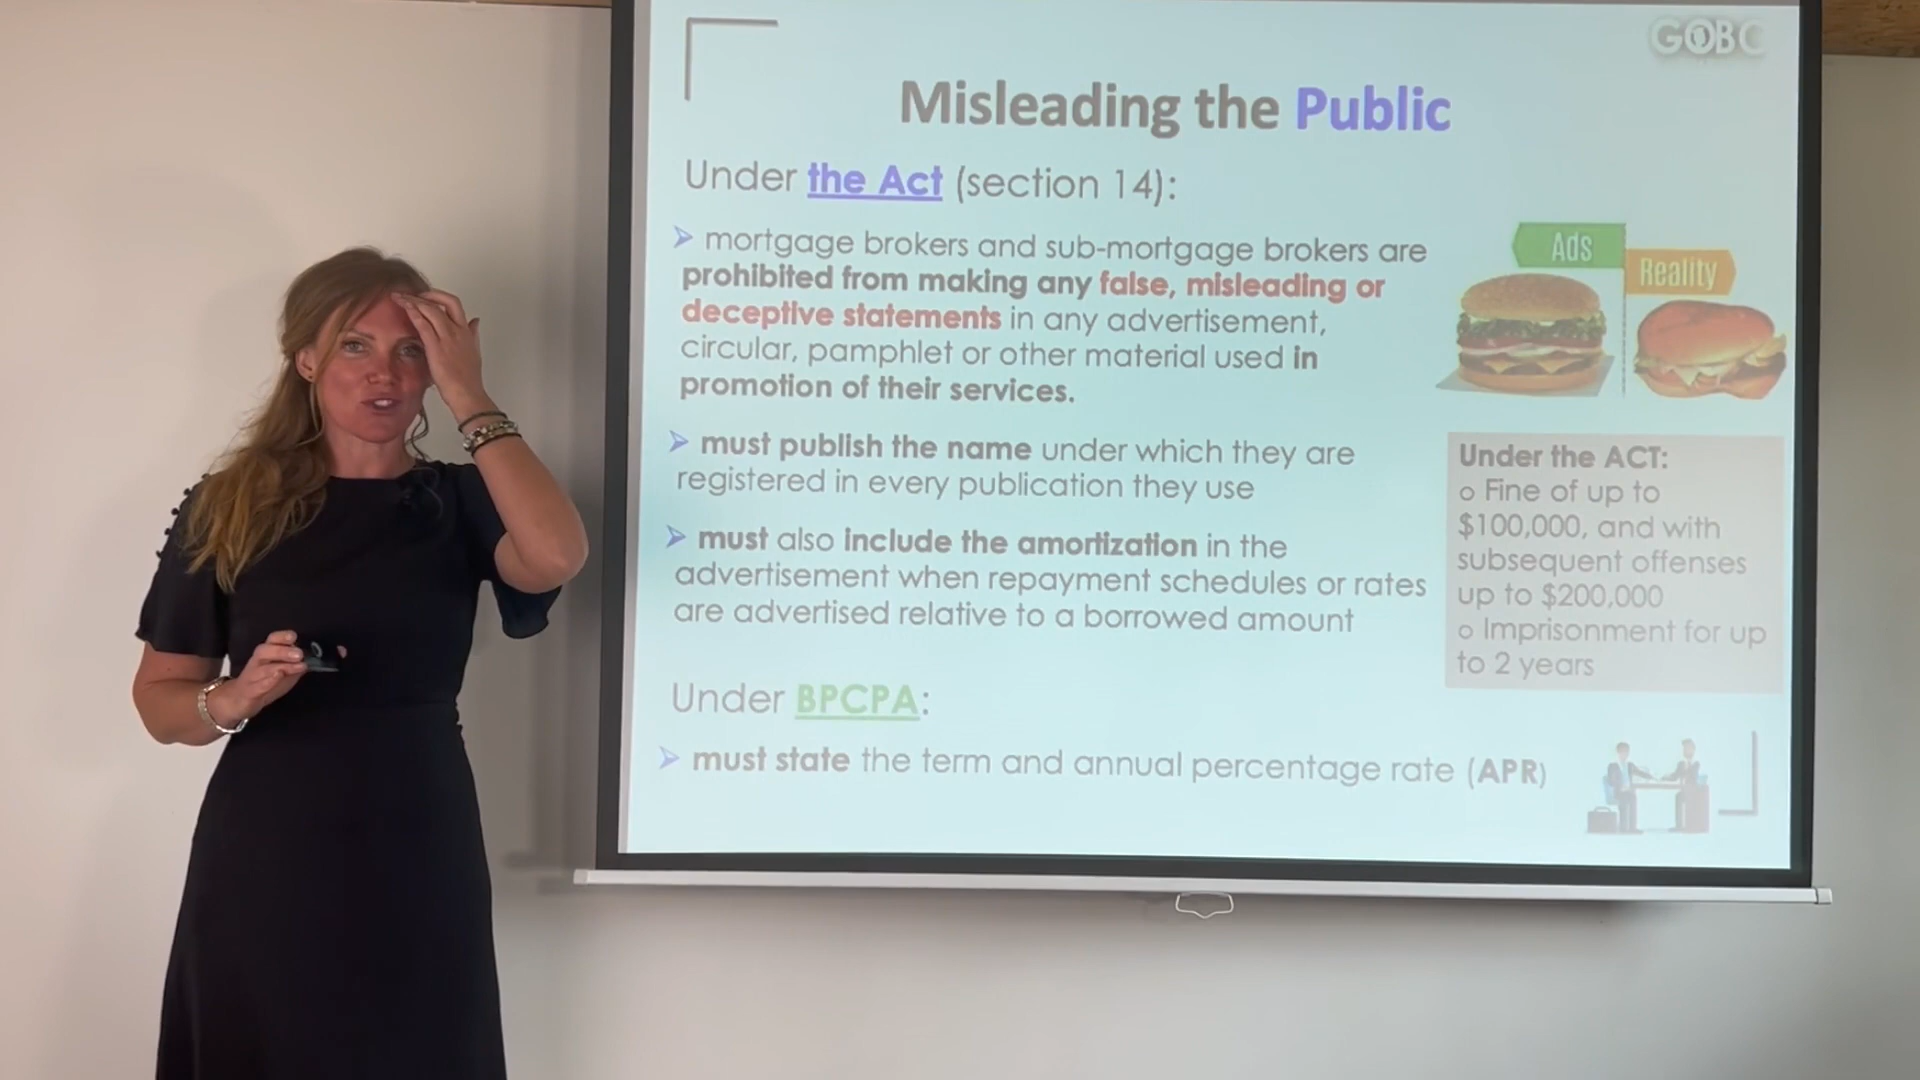 GOBC
Misleading the Public
Under the Act (section 14):
➢ mortgage brokers and sub-mortgage brokers are
prohibited from making any false, misleading or
deceptive statements in any advertisement,
circular, pamphlet or other material used in
promotion of their services.
➢ must publish the name under which they are
registered in every publication they use
➢ must also include the amortization in the
advertisement when repayment schedules or rates
are advertised relative to a borrowed amount
Under BPCPA:
➢ must state the term and annual percentage rate (APR)
Ads
Reality
Under the ACT:
o Fine of up to
$100,000, and with
subsequent offenses
up to $200,000
o Imprisonment for up
to 2 years